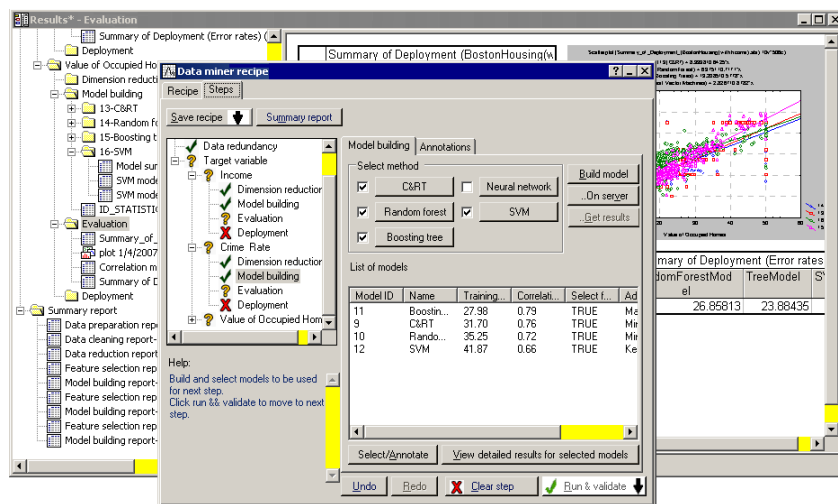 Results* - Evaluation
Summary of Deployment (Error rates) (
Deployment
Value of Occupied Ho
Dimension reducti
Model building
13-C&RT
14-Random fo
15-Boosting t
16-SVM
Model sum
SVM mode
SVM mode
ID_STATISTIC
Evaluation
Summary_of_
plot 1/4/2007
Correlation m
Summary of D
Deployment
Summary report
Data preparation repo
Data cleaning report-
Data reduction report
Feature selection rep
Model building report-
Feature selection rep
Model building report-
Feature selection rep
Model building report-
Summary of Deployment (BostonHousing(w
Value of Occupied Homes
mary of Deployment (Error rates
domForestMod
el
TreeModel
26.85813
23.88435
Data miner recipe
Recipe
Steps
Save recipe
Summary report
Data redundancy
Target variable
Income
Dimension reduction
Model building
Evaluation
Deployment
Crime Rate
Dimension reduction
Model building
Evaluation
Deployment
Value of Occupied Hom
Help:
Build and select models to be used
for next step.
Click run && validate to move to next
step.
Model building
Annotations
Select method
C&RT
Neural network
Random forest
SVM
Boosting tree
Build model
..On server
..Get results
List of models
Model ID Name Training... Correlati... Select f... Ad
11 Boostin... 27.98 0.79 TRUE Ma
9 C&RT 31.70 0.76 TRUE Min
10 Rando... 35.25 0.72 TRUE Min
12 SVM 41.87 0.66 TRUE Ke
Select/Annotate
View detailed results for selected models
Undo
Redo
Clear step
Run & validate